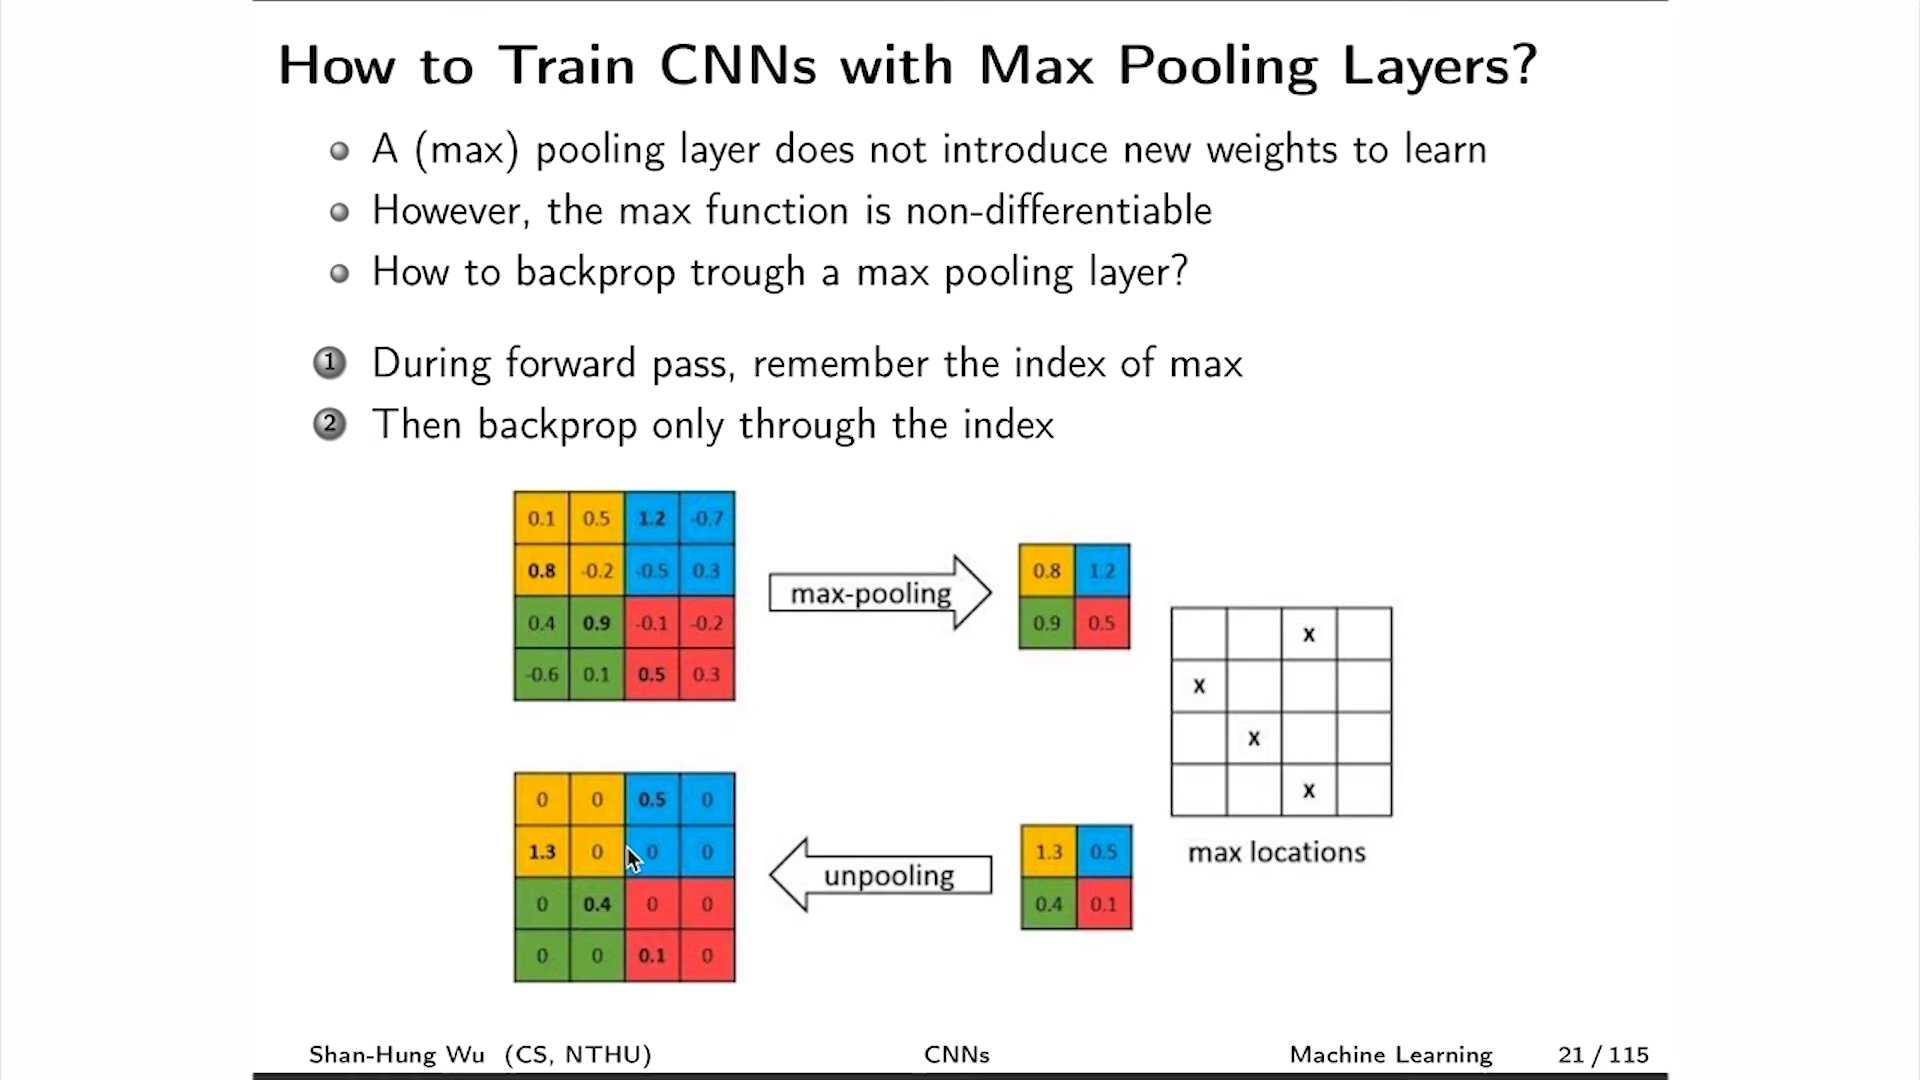 How to Train CNNs with Max Pooling Layers?
A (max) pooling layer does not introduce new weights to learn
However, the max function is non-differentiable
How to backprop trough a max pooling layer?
1 During forward pass, remember the index of max
2 Then backprop only through the index
0.1 0.5 1.2 -0.7
0.8 -0.2 -0.5 0.3
0.4 0.9 -0.1 -0.2
-0.6 0.1 0.5 0.3
max-pooling
0.8 1.2
0.9 0.5
x
x
x
x
max locations
0 0 0.5 0
1.3 0 0 0
0 0.4 0 0
0 0 0.1 0
unpooling
1.3 0.5
0.4 0.1
Shan-Hung Wu (CS, NTHU) CNNs Machine Learning 21 / 115